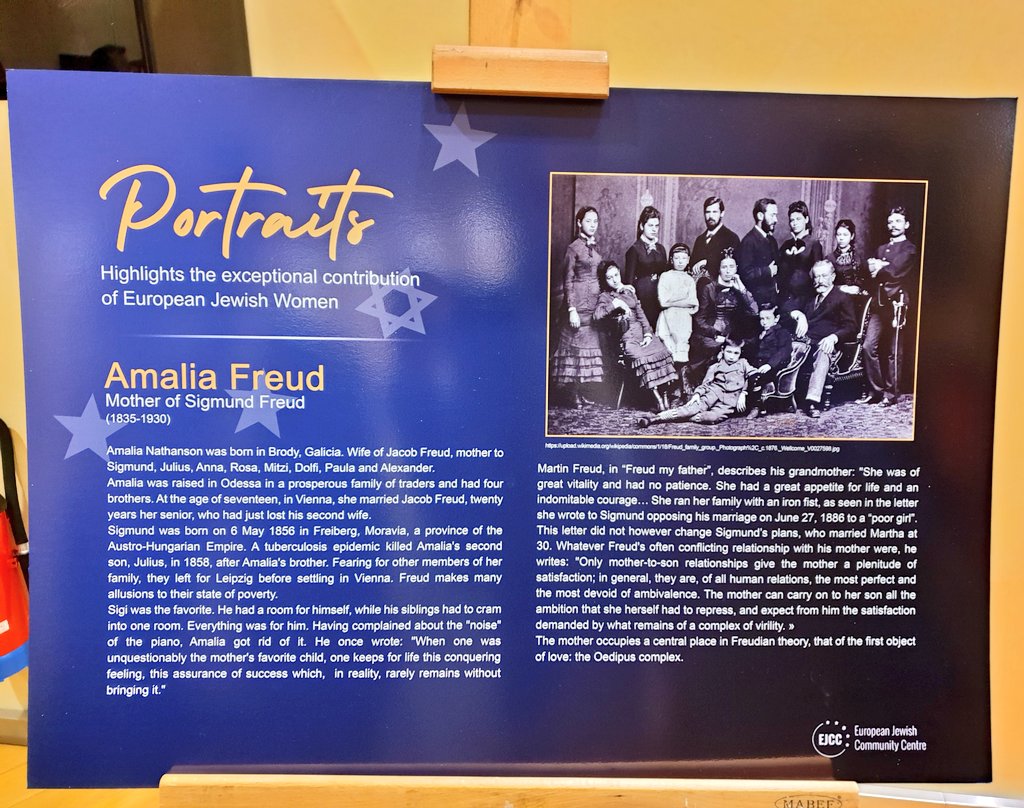 Portraits
Highlights the exceptional contribution
of European Jewish Women
Amalia Freud
Mother of Sigmund Freud
(1835-1930)
Amalia Nathanson was born in Brody, Galicia. Wife of Jacob Freud, mother to
Sigmund, Julius, Anna, Rosa, Mitzi, Dolfi, Paula and Alexander.
Amalia was raised in Odessa in a prosperous family of traders and had four
brothers. At the age of seventeen, in Vienna, she married Jacob Freud, twenty
years her senior, who had just lost his second wife.
Sigmund was born on 6 May 1856 in Freiberg, Moravia, a province of the
Austro-Hungarian Empire. A tuberculosis epidemic killed Amalia's second
son, Julius, in 1858, after Amalia's brother. Fearing for other members of her
family, they left for Leipzig before settling in Vienna. Freud makes many
allusions to their state of poverty.
Sigi was the favorite. He had a room for himself, while his siblings had to cram
into one room. Everything was for him. Having complained about the "noise"
of the piano, Amalia got rid of it. He once wrote: "When one was
unquestionably the mother's favorite child, one keeps for life this conquering
feeling, this assurance of success which, in reality, rarely remains without
bringing it."
https://upload.wikimedia.org/wikipedia/commons/1/18/Freud_family_group._Photograph%2C_c.1876._Wellcome_V0027598.jpg
Martin Freud, in "Freud my father", describes his grandmother: "She was of
great vitality and had no patience. She had a great appetite for life and an
indomitable courage... She ran her family with an iron fist, as seen in the letter
she wrote to Sigmund opposing his marriage on June 27, 1886 to a "poor girl".
This letter did not however change Sigmund's plans, who married Martha at
30. Whatever Freud's often conflicting relationship with his mother were, he
writes: "Only mother-to-son relationships give the mother a plenitude of
satisfaction; in general, they are, of all human relations, the most perfect and
the most devoid of ambivalence. The mother can carry on to her son all the
ambition that she herself had to repress, and expect from him the satisfaction
demanded by what remains of a complex of virility. »
The mother occupies a central place in Freudian theory, that of the first object
of love: the Oedipus complex.
EJCC
European Jewish
Community Centre
MABEF